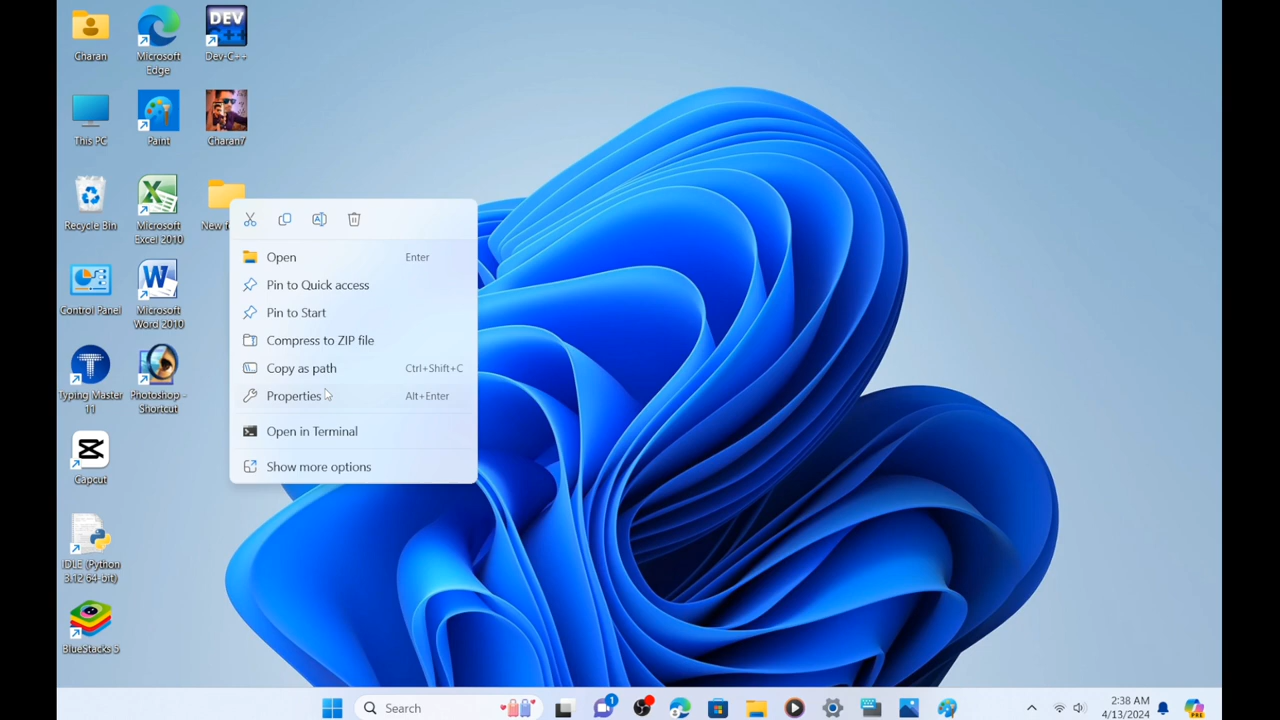 Charan
Microsoft
Edge
DEV
C++
Dev-C++
This PC
Paint
Charan7
Recycle Bin
Microsoft
Excel 2010
New
Control Panel
Microsoft
Word 2010
Typing Master
11
Photoshop -
Shortcut
Capcut
IDLE (Python
3.12 64-bit)
BlueStacks 5
Open Enter
Pin to Quick access
Pin to Start
Compress to ZIP file
Copy as path Ctrl+Shift+C
Properties Alt+Enter
Open in Terminal
Show more options
Search
1
2:38 AM
4/13/2024
PRE